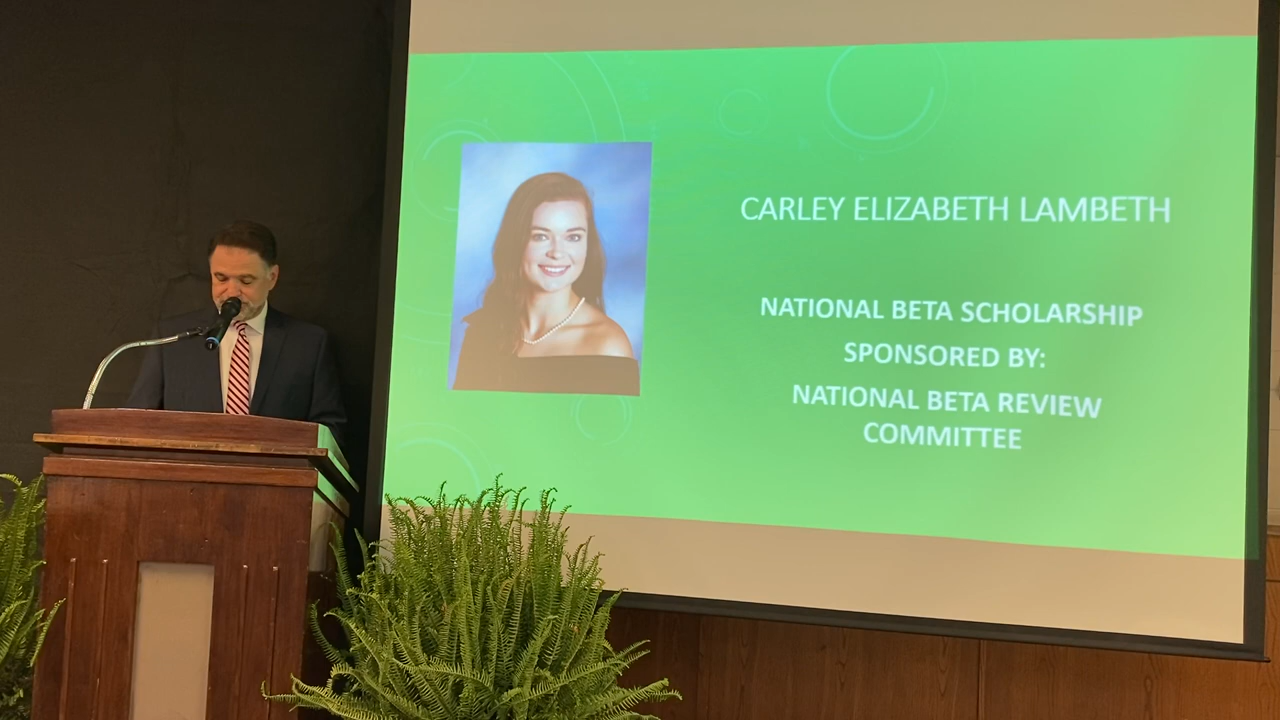 CARLEY ELIZABETH LAMBETH
NATIONAL BETA SCHOLARSHIP
SPONSORED BY:
NATIONAL BETA REVIEW
COMMITTEE